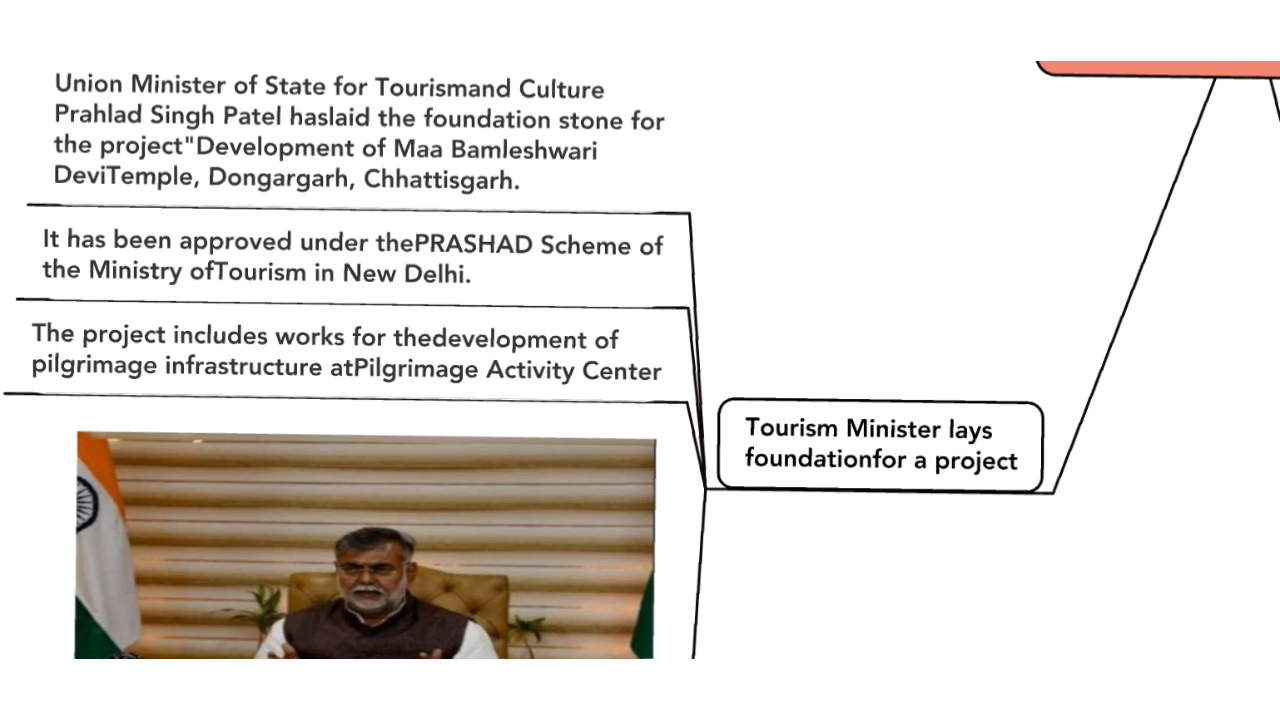 Union Minister of State for Tourismand Culture
Prahlad Singh Patel haslaid the foundation stone for
the project"Development of Maa Bamleshwari
DeviTemple, Dongargarh, Chhattisgarh.
It has been approved under thePRASHAD Scheme of
the Ministry ofTourism in New Delhi.
The project includes works for thedevelopment of
pilgrimage infrastructure atPilgrimage Activity Center
Tourism Minister lays
foundationfor a project